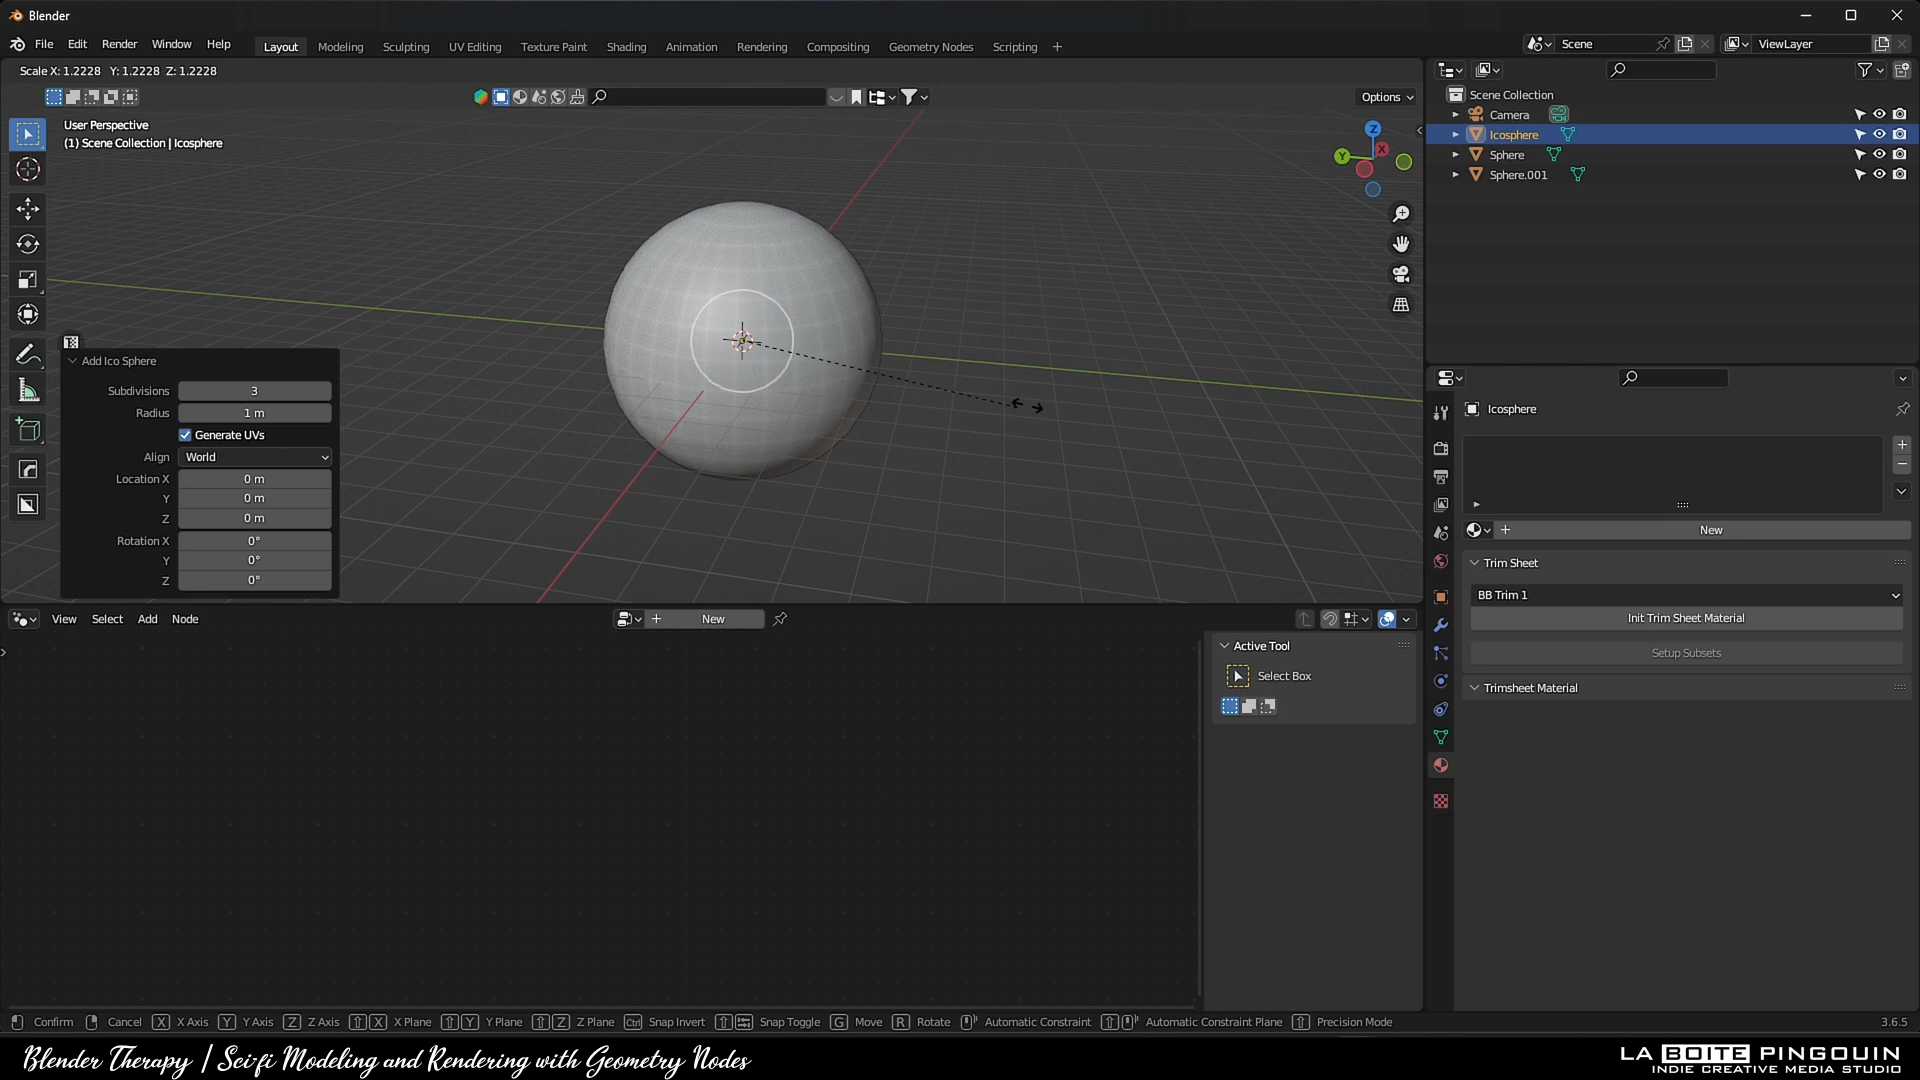 Blender
File Edit Render Window Help
Layout Modeling Sculpting UV Editing Texture Paint Shading Animation Rendering Compositing Geometry Nodes Scripting +
Scene
ViewLayer
Scale X: 1.2228 Y: 1.2228 Z: 1.2228
Options
User Perspective
(1) Scene Collection | Icosphere
Z
Y
X
Add Ico Sphere
Subdivisions 3
Radius 1 m
Generate UVs
Align World
Location X 0 m
Y 0 m
Z 0 m
Rotation X 0°
Y 0°
Z 0°
Scene Collection
Camera
Icosphere
Sphere
Sphere.001
Icosphere
+ New
Trim Sheet
BB Trim 1
Init Trim Sheet Material
Setup Subsets
Trimsheet Material
View Select Add Node
+ New
Active Tool
Select Box
Confirm Cancel X X Axis Y Y Axis Z Z Axis X X Plane Y Y Plane Z Z Plane Ctrl Snap Invert Snap Toggle G Move R Rotate Automatic Constraint Automatic Constraint Plane Precision Mode
3.6.5
Blender Therapy | Sci-fi Modeling and Rendering with Geometry Nodes
LA BOITE PINGOUIN
INDIE CREATIVE MEDIA STUDIO